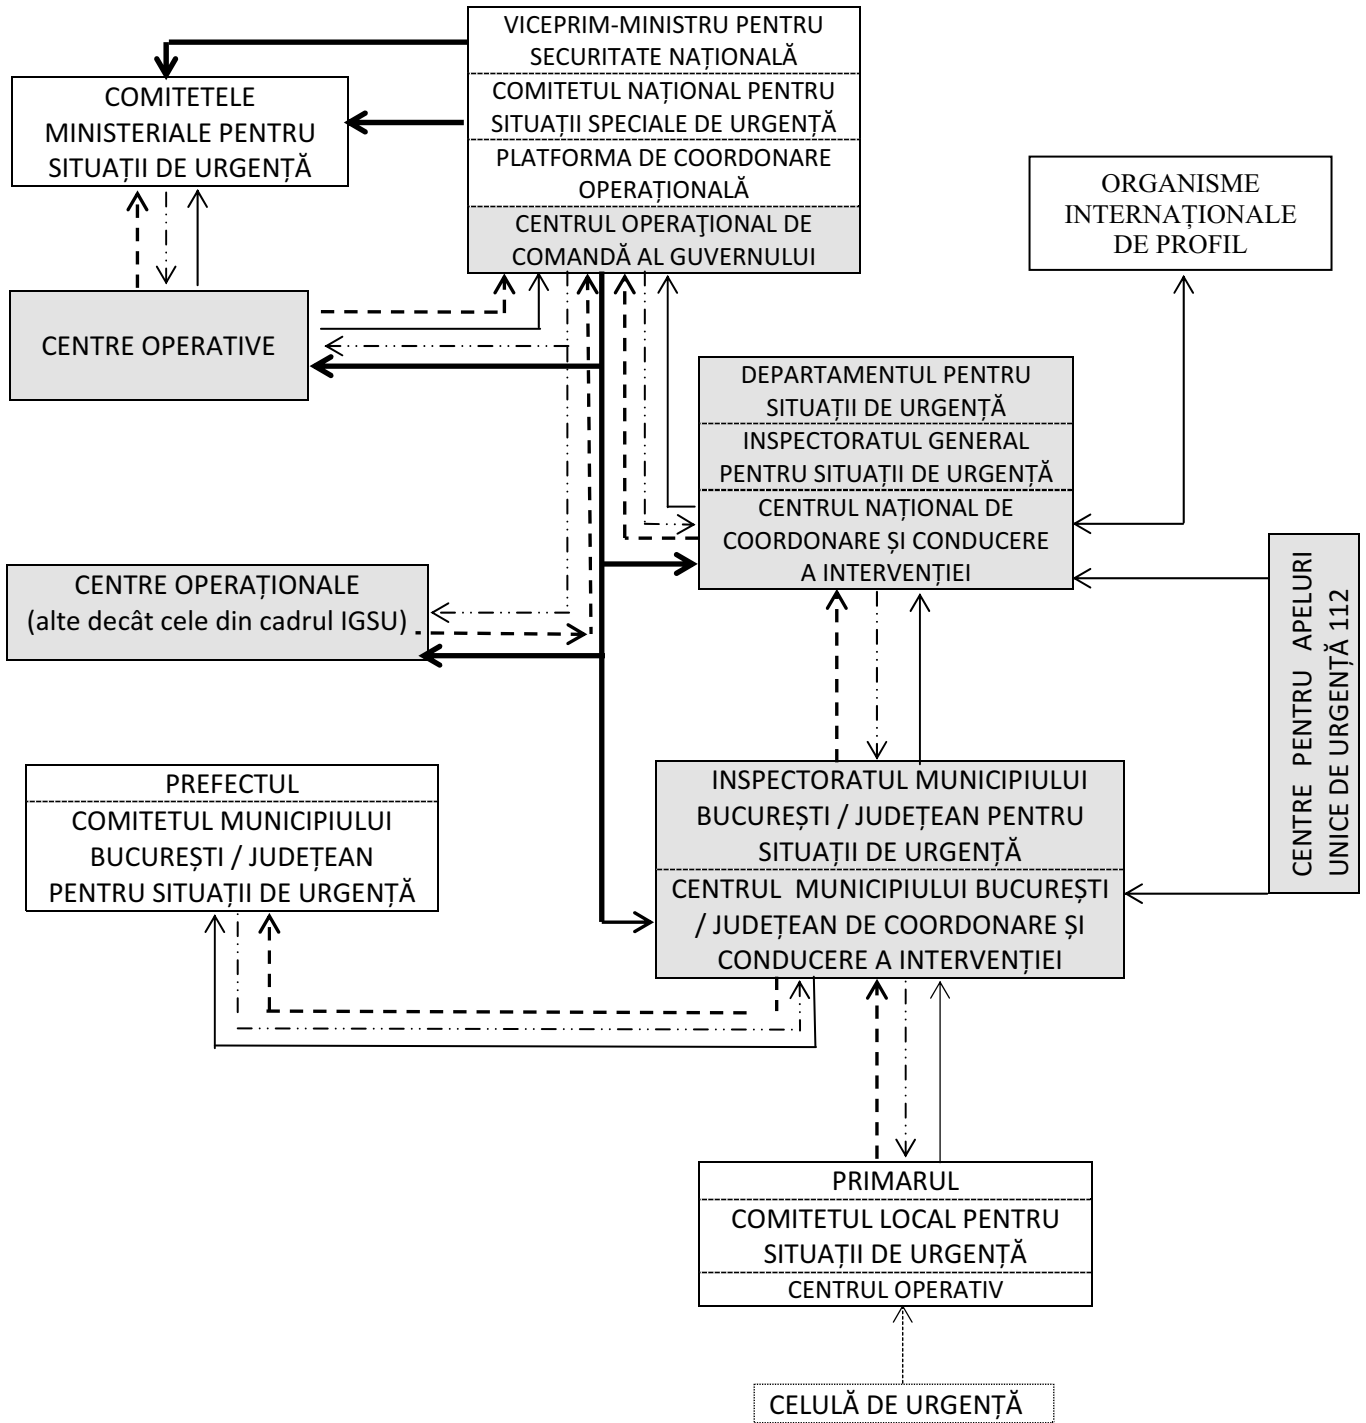 VICEPRIM-MINISTRU PENTRU
SECURITATE NAȚIONALĂ
COMITETUL NAȚIONAL PENTRU
SITUAȚII SPECIALE DE URGENȚĂ
PLATFORMA DE COORDONARE
OPERAȚIONALĂ
CENTRUL OPERAŢIONAL DE
COMANDĂ AL GUVERNULUI
COMITETELE
MINISTERIALE PENTRU
SITUAȚII DE URGENȚĂ
ORGANISME
INTERNAȚIONALE
DE PROFIL
CENTRE OPERATIVE
DEPARTAMENTUL PENTRU
SITUAȚII DE URGENȚĂ
INSPECTORATUL GENERAL
PENTRU SITUAȚII DE URGENȚĂ
CENTRUL NAȚIONAL DE
COORDONARE ȘI CONDUCERE
A INTERVENȚIEI
CENTRE OPERAȚIONALE
(alte decât cele din cadrul IGSU)
CENTRE PENTRU APELURI
UNICE DE URGENȚĂ 112
PREFECTUL
COMITETUL MUNICIPIULUI
BUCUREȘTI / JUDEȚEAN
PENTRU SITUAȚII DE URGENȚĂ
INSPECTORATUL MUNICIPIULUI
BUCUREȘTI / JUDEȚEAN PENTRU
SITUAȚII DE URGENȚĂ
CENTRUL MUNICIPIULUI BUCUREȘTI
/ JUDEȚEAN DE COORDONARE ȘI
CONDUCERE A INTERVENȚIEI
PRIMARUL
COMITETUL LOCAL PENTRU
SITUAȚII DE URGENȚĂ
CENTRUL OPERATIV
CELULĂ DE URGENȚĂ